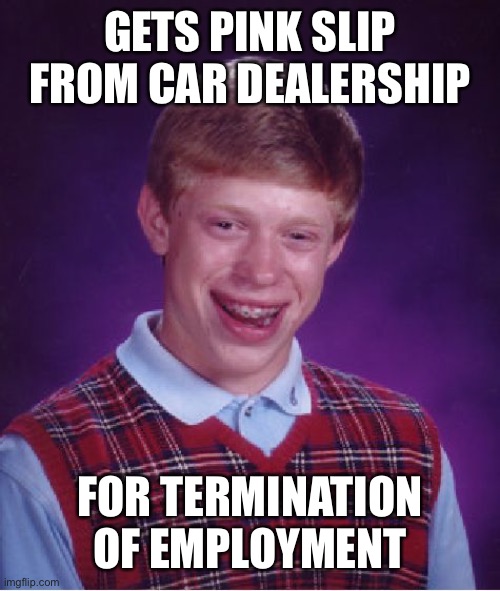 GETS PINK SLIP
FROM CAR DEALERSHIP
FOR TERMINATION
OF EMPLOYMENT
imgflip.com